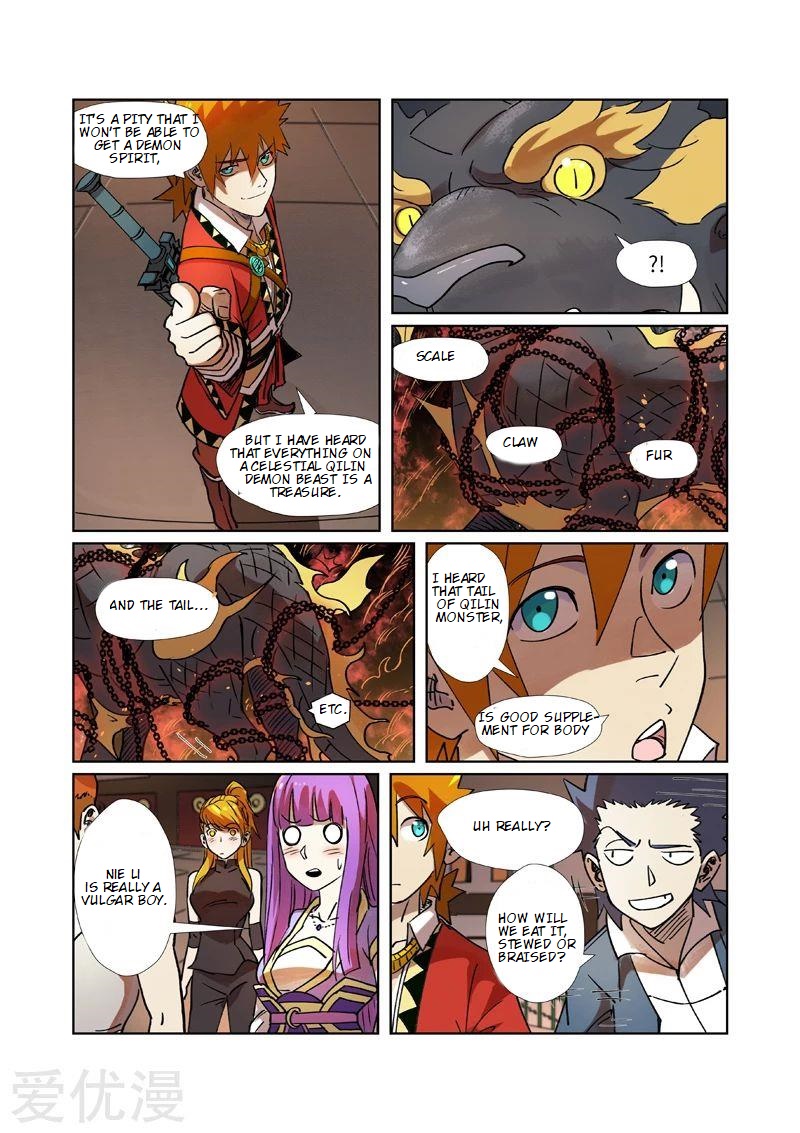 IT'S A PITY THAT I
WON'T BE ABLE TO
GET A DEMON
SPIRIT,
BUT I HAVE HEARD
THAT EVERYTHING ON
A CELESTIAL QILIN
DEMON BEAST IS A
TREASURE.
?!
SCALE
CLAW
FUR
AND THE TAIL...
ETC.
I HEARD
THAT TAIL
OF QILIN
MONSTER,
IS GOOD SUPPLE-
MENT FOR BODY
NIE LI
IS REALLY A
VULGAR BOY.
UH REALLY?
HOW WILL
WE EAT IT,
STEWED OR
BRAISED?
爱优漫